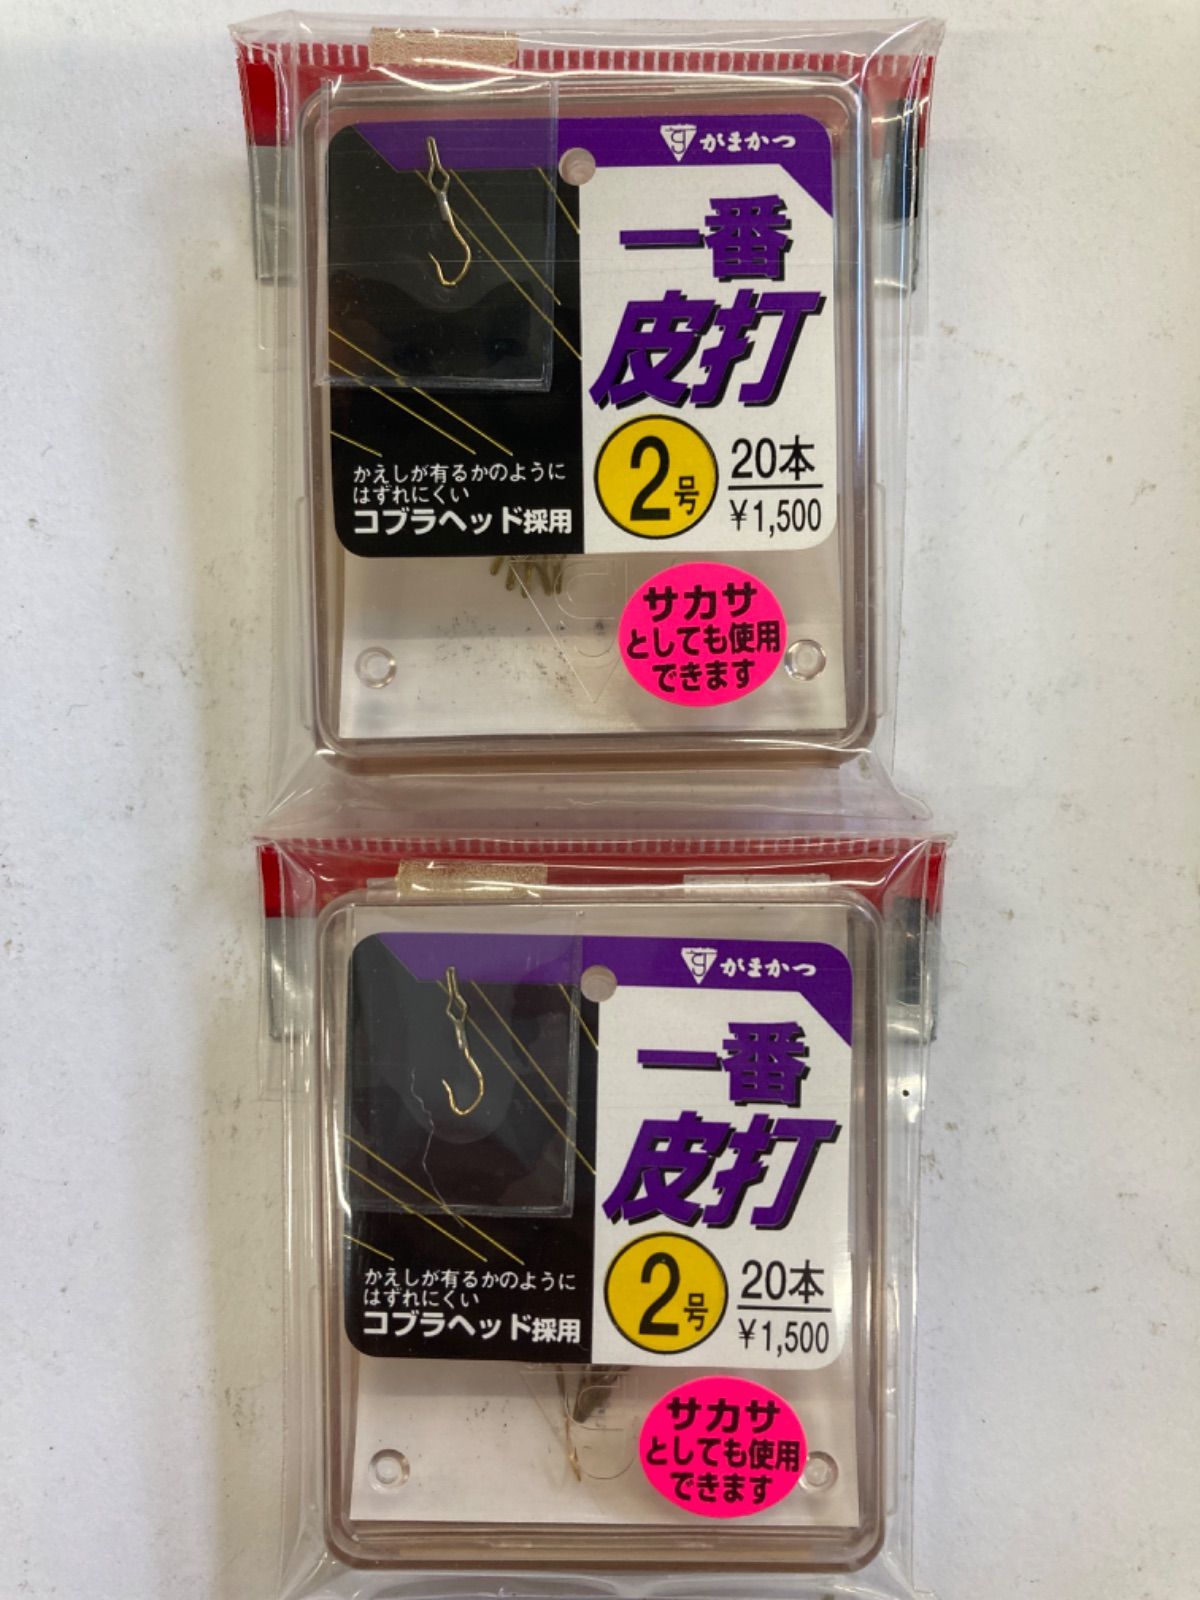 がまかつ
一番
皮打
2号
20本
¥1,500
かえしが有るかのように
はずれにくい
コブラヘッド採用
サカサ
としても使用
できます
がまかつ
一番
皮打
2号
20本
¥1,500
かえしが有るかのように
はずれにくい
コブラヘッド採用
サカサ
としても使用
できます